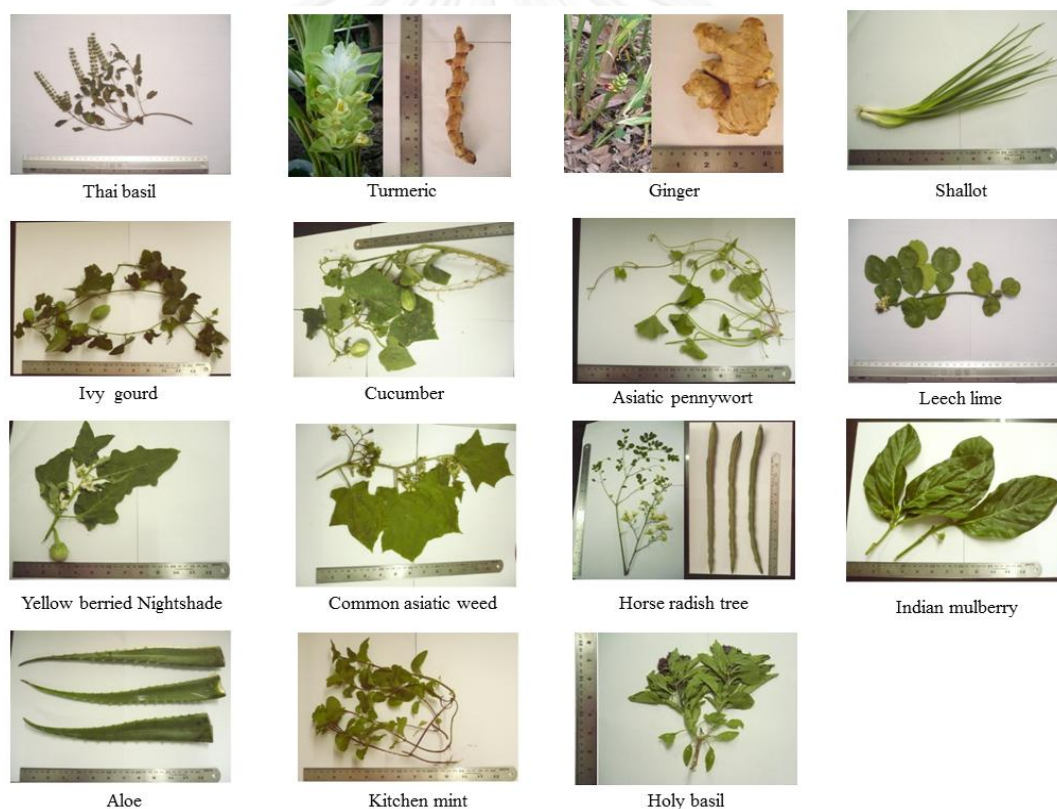 Thai basil
Turmeric
Ginger
Shallot
Ivy gourd
Cucumber
Asiatic pennywort
Leech lime
Yellow berried Nightshade
Common asiatic weed
Horse radish tree
Indian mulberry
Aloe
Kitchen mint
Holy basil